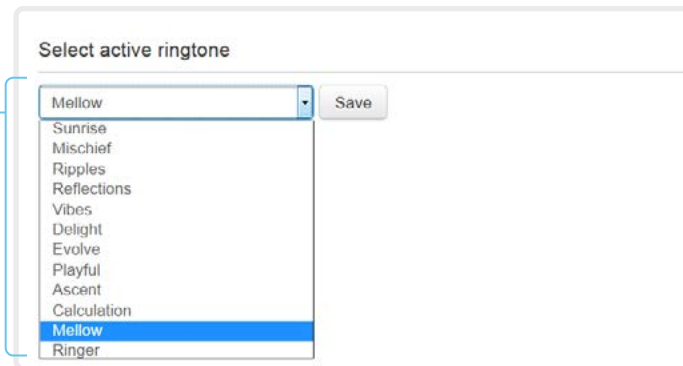 Select active ringtone
Mellow Save
Sunrise
Mischief
Ripples
Reflections
Vibes
Delight
Evolve
Playful
Ascent
Calculation
Mellow
Ringer